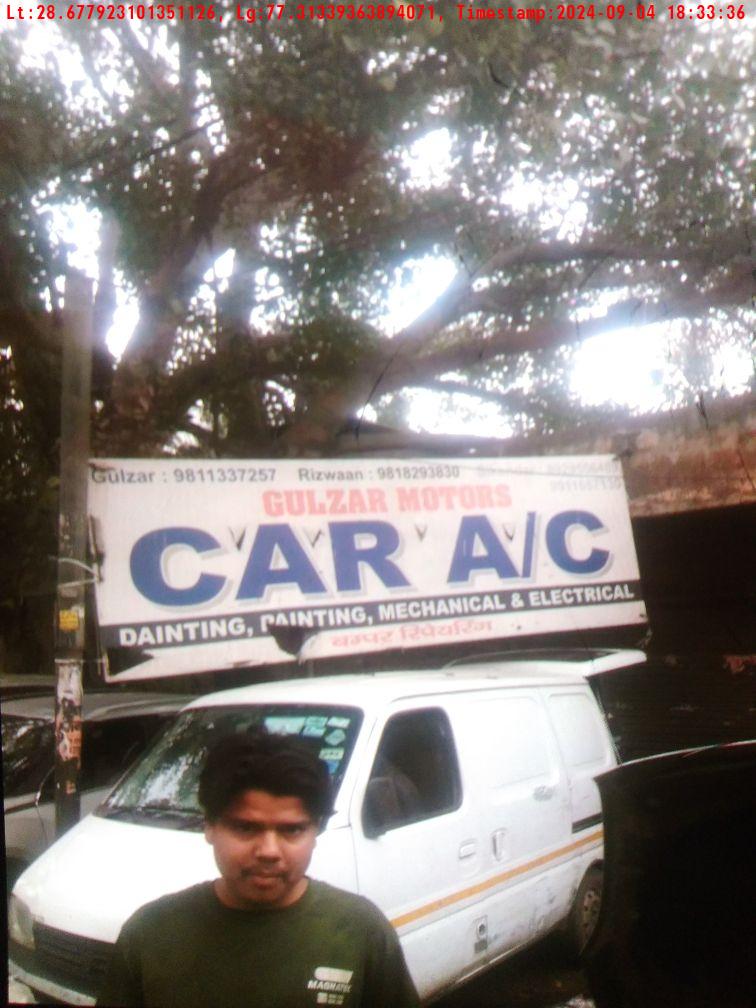 Lt:28.677923101351126, Lg:77.31339363894071, Timestamp:2024-09-04 18:33:36
Gulzar : 9811337257 Rizwaan : 9818293830
GULZAR MOTORS
CAR A/C
DAINTING, PAINTING, MECHANICAL & ELECTRICAL
बम्पर रिपेयरिंग
MAGNATEC